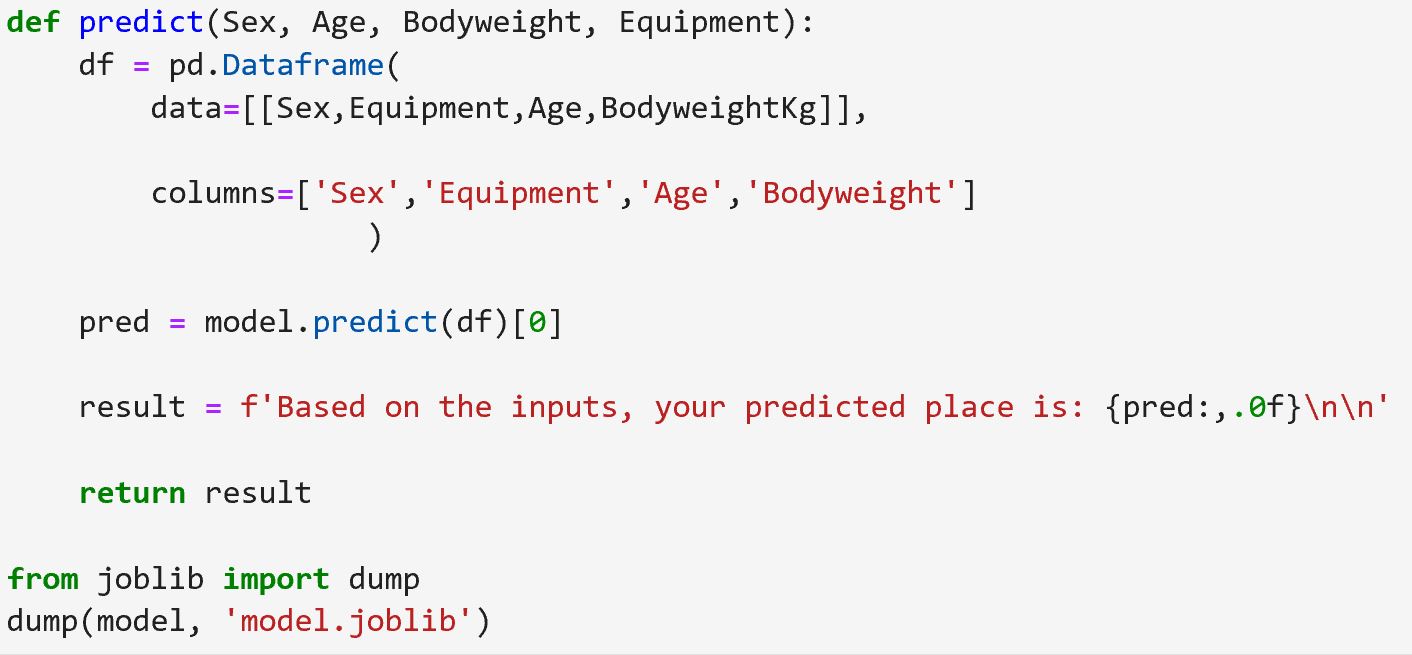 def predict(Sex, Age, Bodyweight, Equipment):
    df = pd.Dataframe(
        data=[[Sex,Equipment,Age,BodyweightKg]],
        columns=['Sex','Equipment','Age','Bodyweight']
                    )
    pred = model.predict(df)[0]
    result = f'Based on the inputs, your predicted place is: {pred:,.0f}\n\n'
    return result
from joblib import dump
dump(model, 'model.joblib')